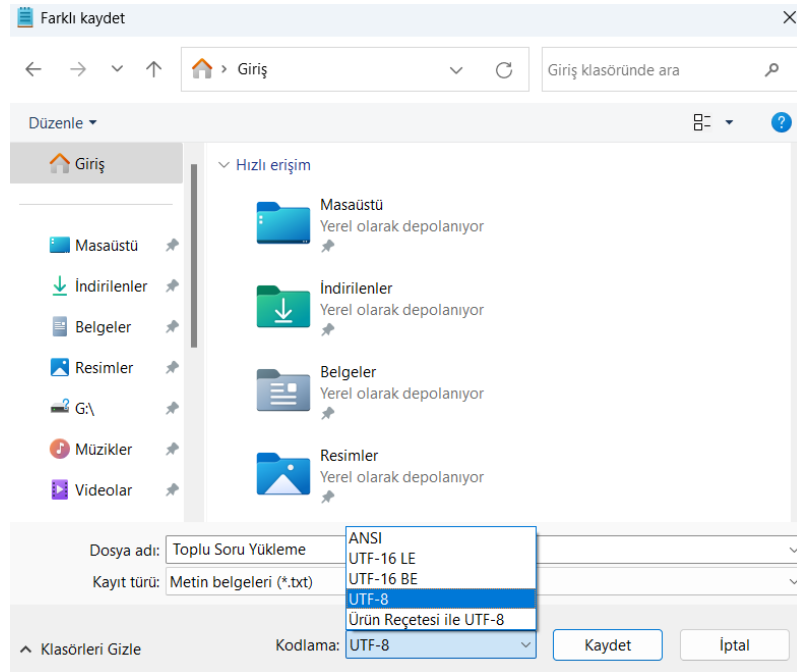 Farklı kaydet
Giriş
Giriş klasöründe ara
Düzenle
Giriş
Masaüstü
İndirilenler
Belgeler
Resimler
G:\
Müzikler
Videolar
Hızlı erişim
Masaüstü
Yerel olarak depolanıyor
İndirilenler
Yerel olarak depolanıyor
Belgeler
Yerel olarak depolanıyor
Resimler
Yerel olarak depolanıyor
Dosya adı: Toplu Soru Yükleme
Kayıt türü: Metin belgeleri (*.txt)
ANSI
UTF-16 LE
UTF-16 BE
UTF-8
Ürün Reçetesi ile UTF-8
Klasörleri Gizle
Kodlama: UTF-8
Kaydet
İptal